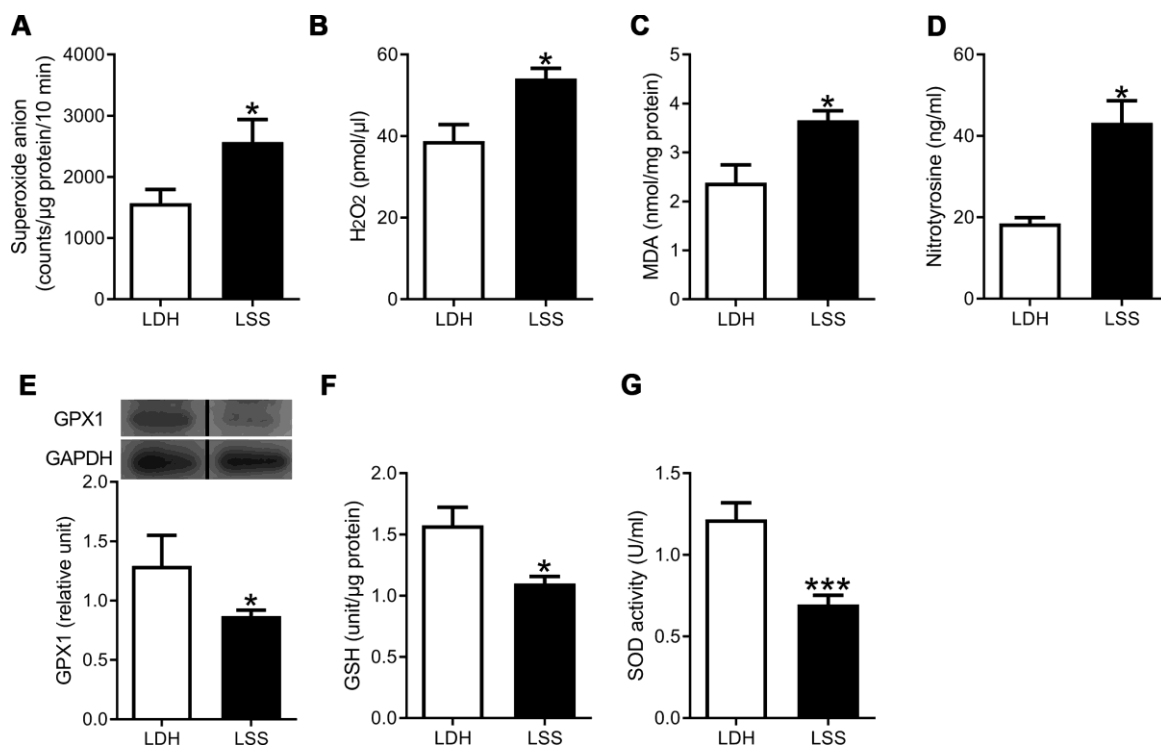 A
Superoxide anion
(counts/µg protein/10 min)
4000
3000
2000
1000
0
*
LDH
LSS
B
H2O2 (pmol/µl)
60
40
20
0
*
LDH
LSS
C
MDA (nmol/mg protein)
5
4
3
2
1
0
*
LDH
LSS
D
Nitrotyrosine (ng/ml)
60
40
20
0
*
LDH
LSS
E
GPX1
GAPDH
GPX1 (relative unit)
2.0
1.5
1.0
0.5
0.0
*
LDH
LSS
F
GSH (unit/µg protein)
2.0
1.5
1.0
0.5
0.0
*
LDH
LSS
G
SOD activity (U/ml)
1.5
1.0
0.5
0.0
***
LDH
LSS